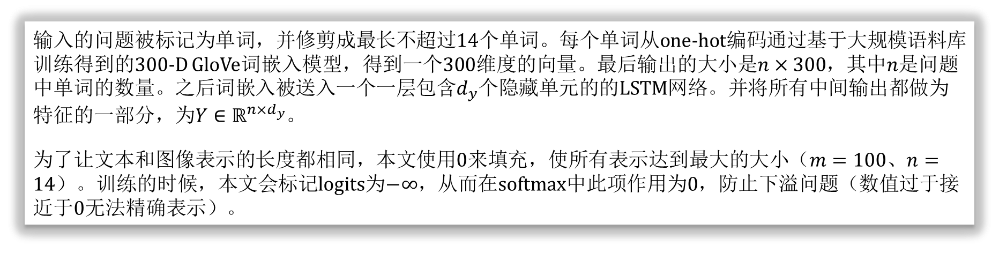 输入的问题被标记为单词，并修剪成最长不超过14个单词。每个单词从one-hot编码通过基于大规模语料库
训练得到的300-D GloVe词嵌入模型，得到一个300维度的向量。最后输出的大小是n × 300，其中n是问题
中单词的数量。之后词嵌入被送入一个一层包含d_y个隐藏单元的的LSTM网络。并将所有中间输出都做为
特征的一部分，为Y ∈ ℝ^{n×d_y}。
为了让文本和图像表示的长度都相同，本文使用0来填充，使所有表示达到最大的大小（m = 100、n =
14）。训练的时候，本文会标记logits为−∞，从而在softmax中此项作用为0，防止下溢问题（数值过于接
近于0无法精确表示）。